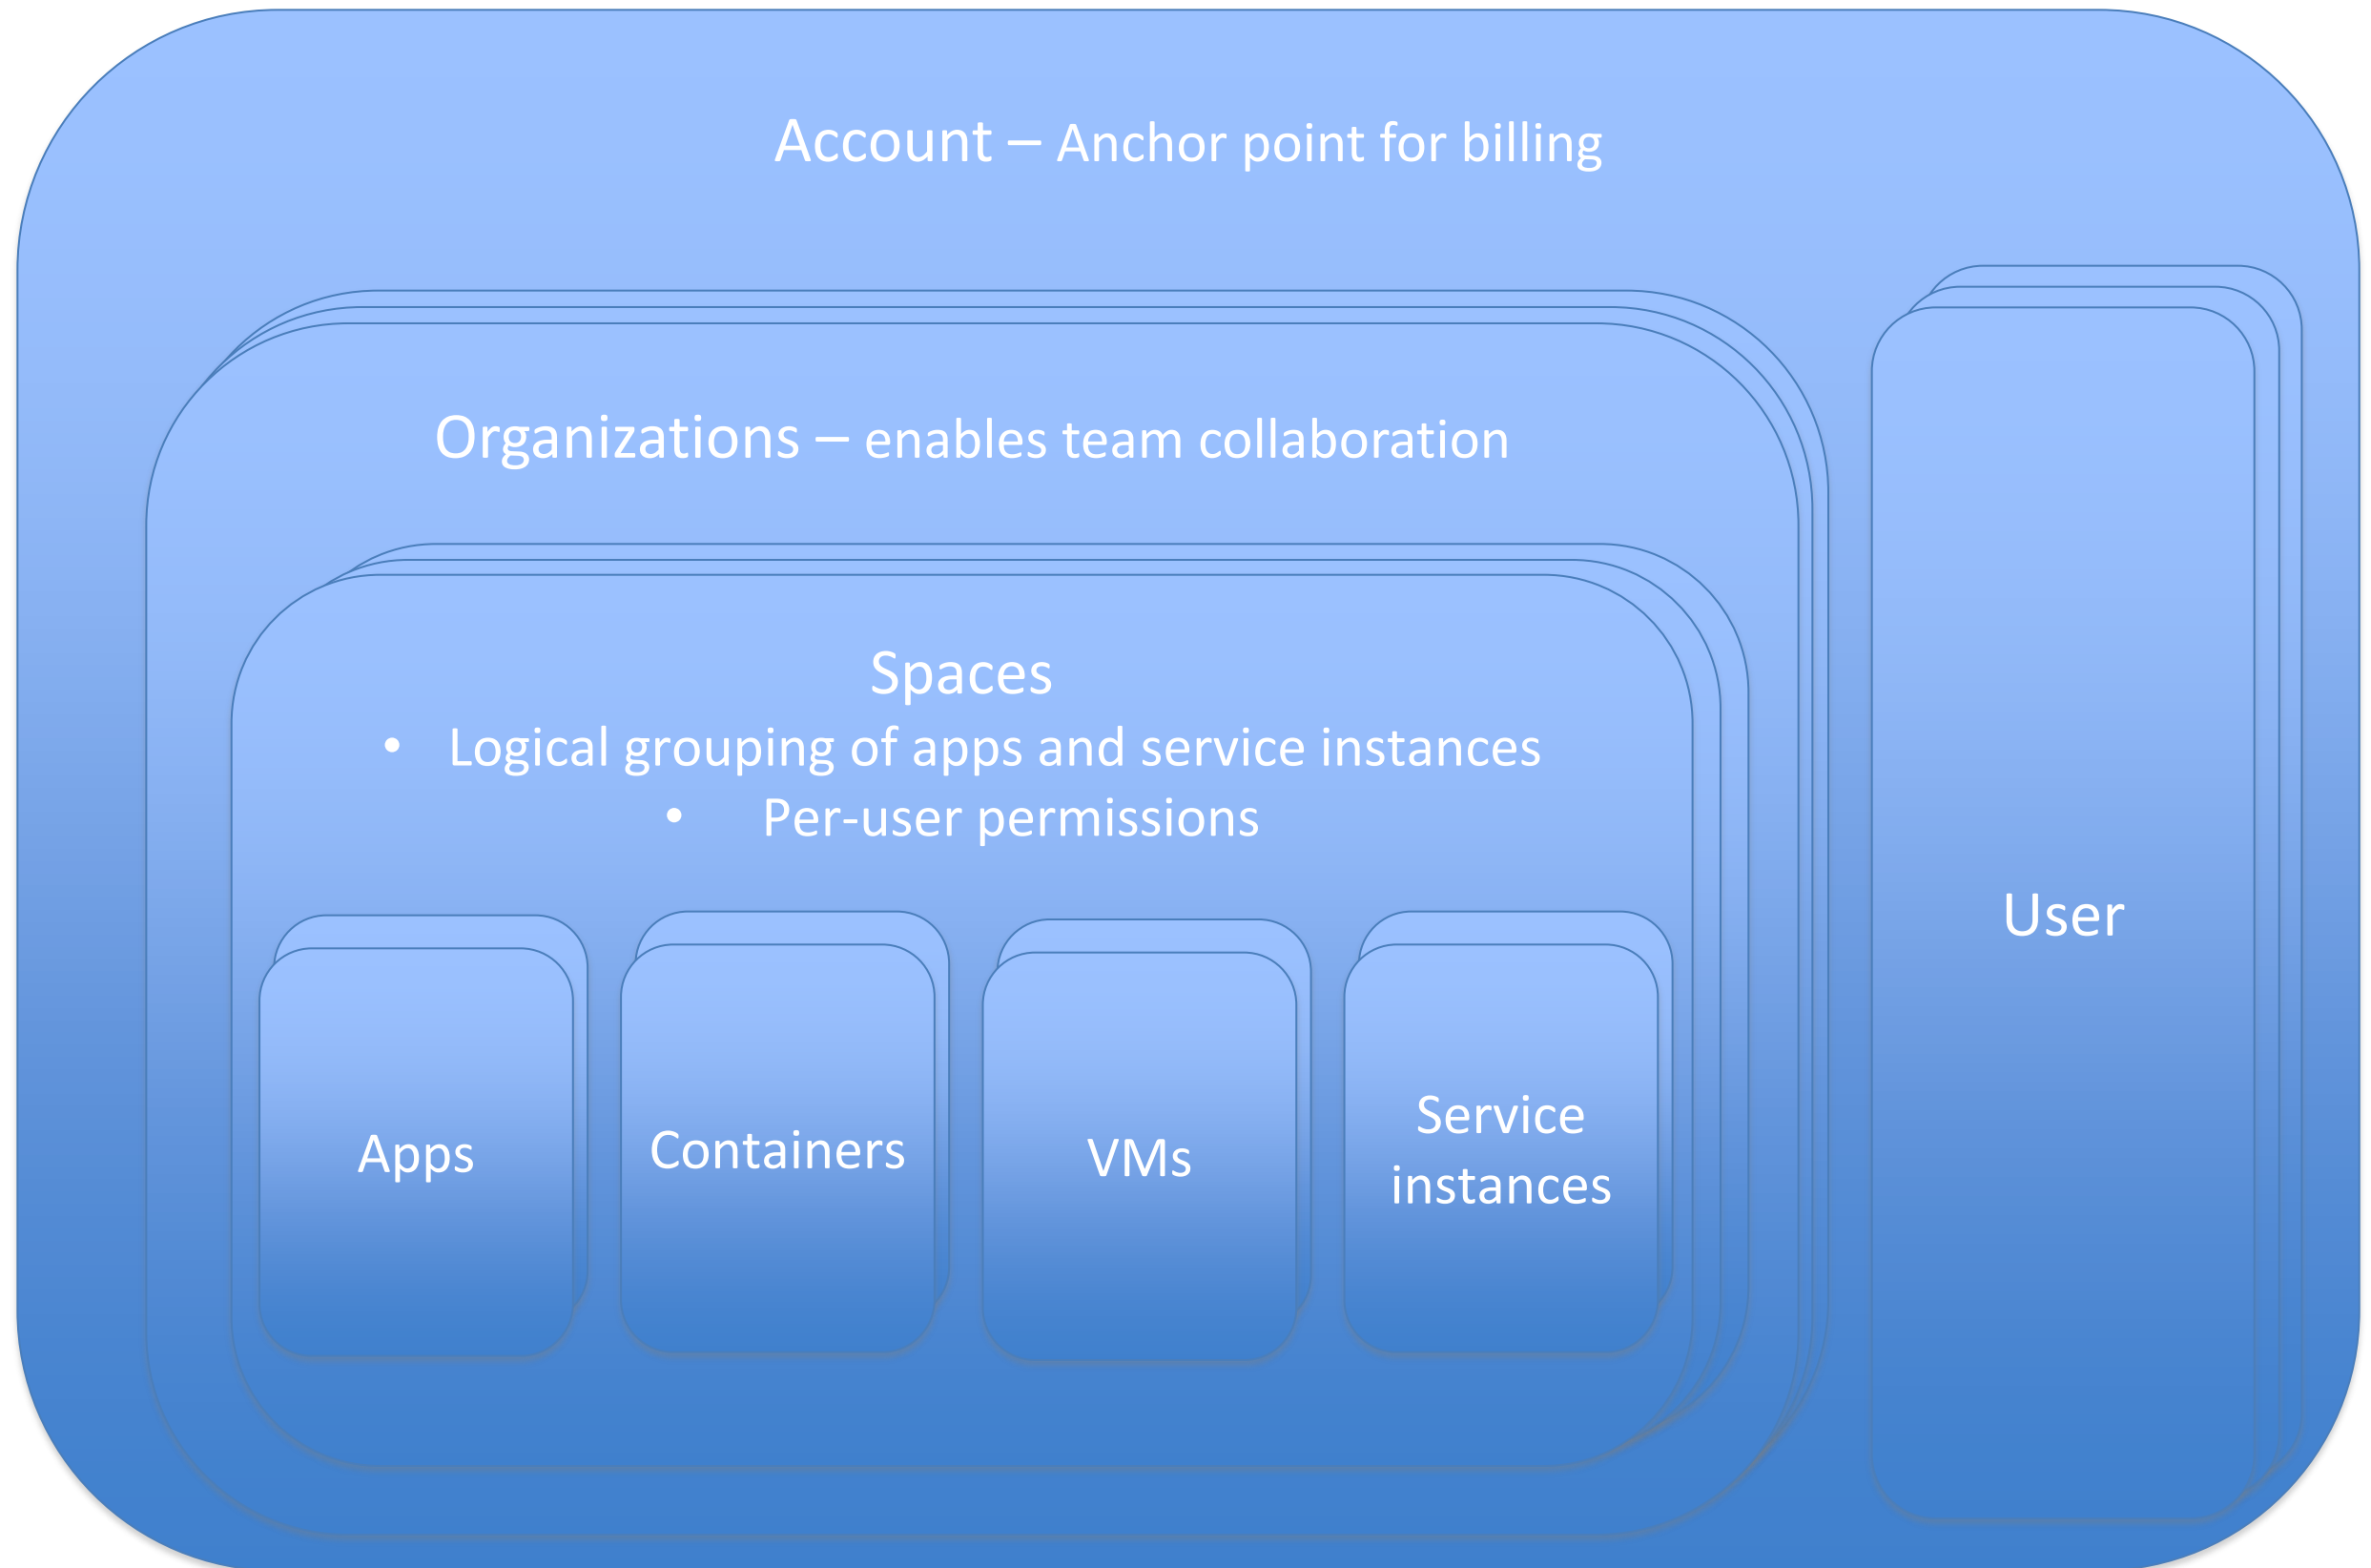 Account – Anchor point for billing
Organizations – enables team collaboration
Spaces
• Logical grouping of apps and service instances
• Per-user permissions
Apps
Containers
VMs
Service
instances
User